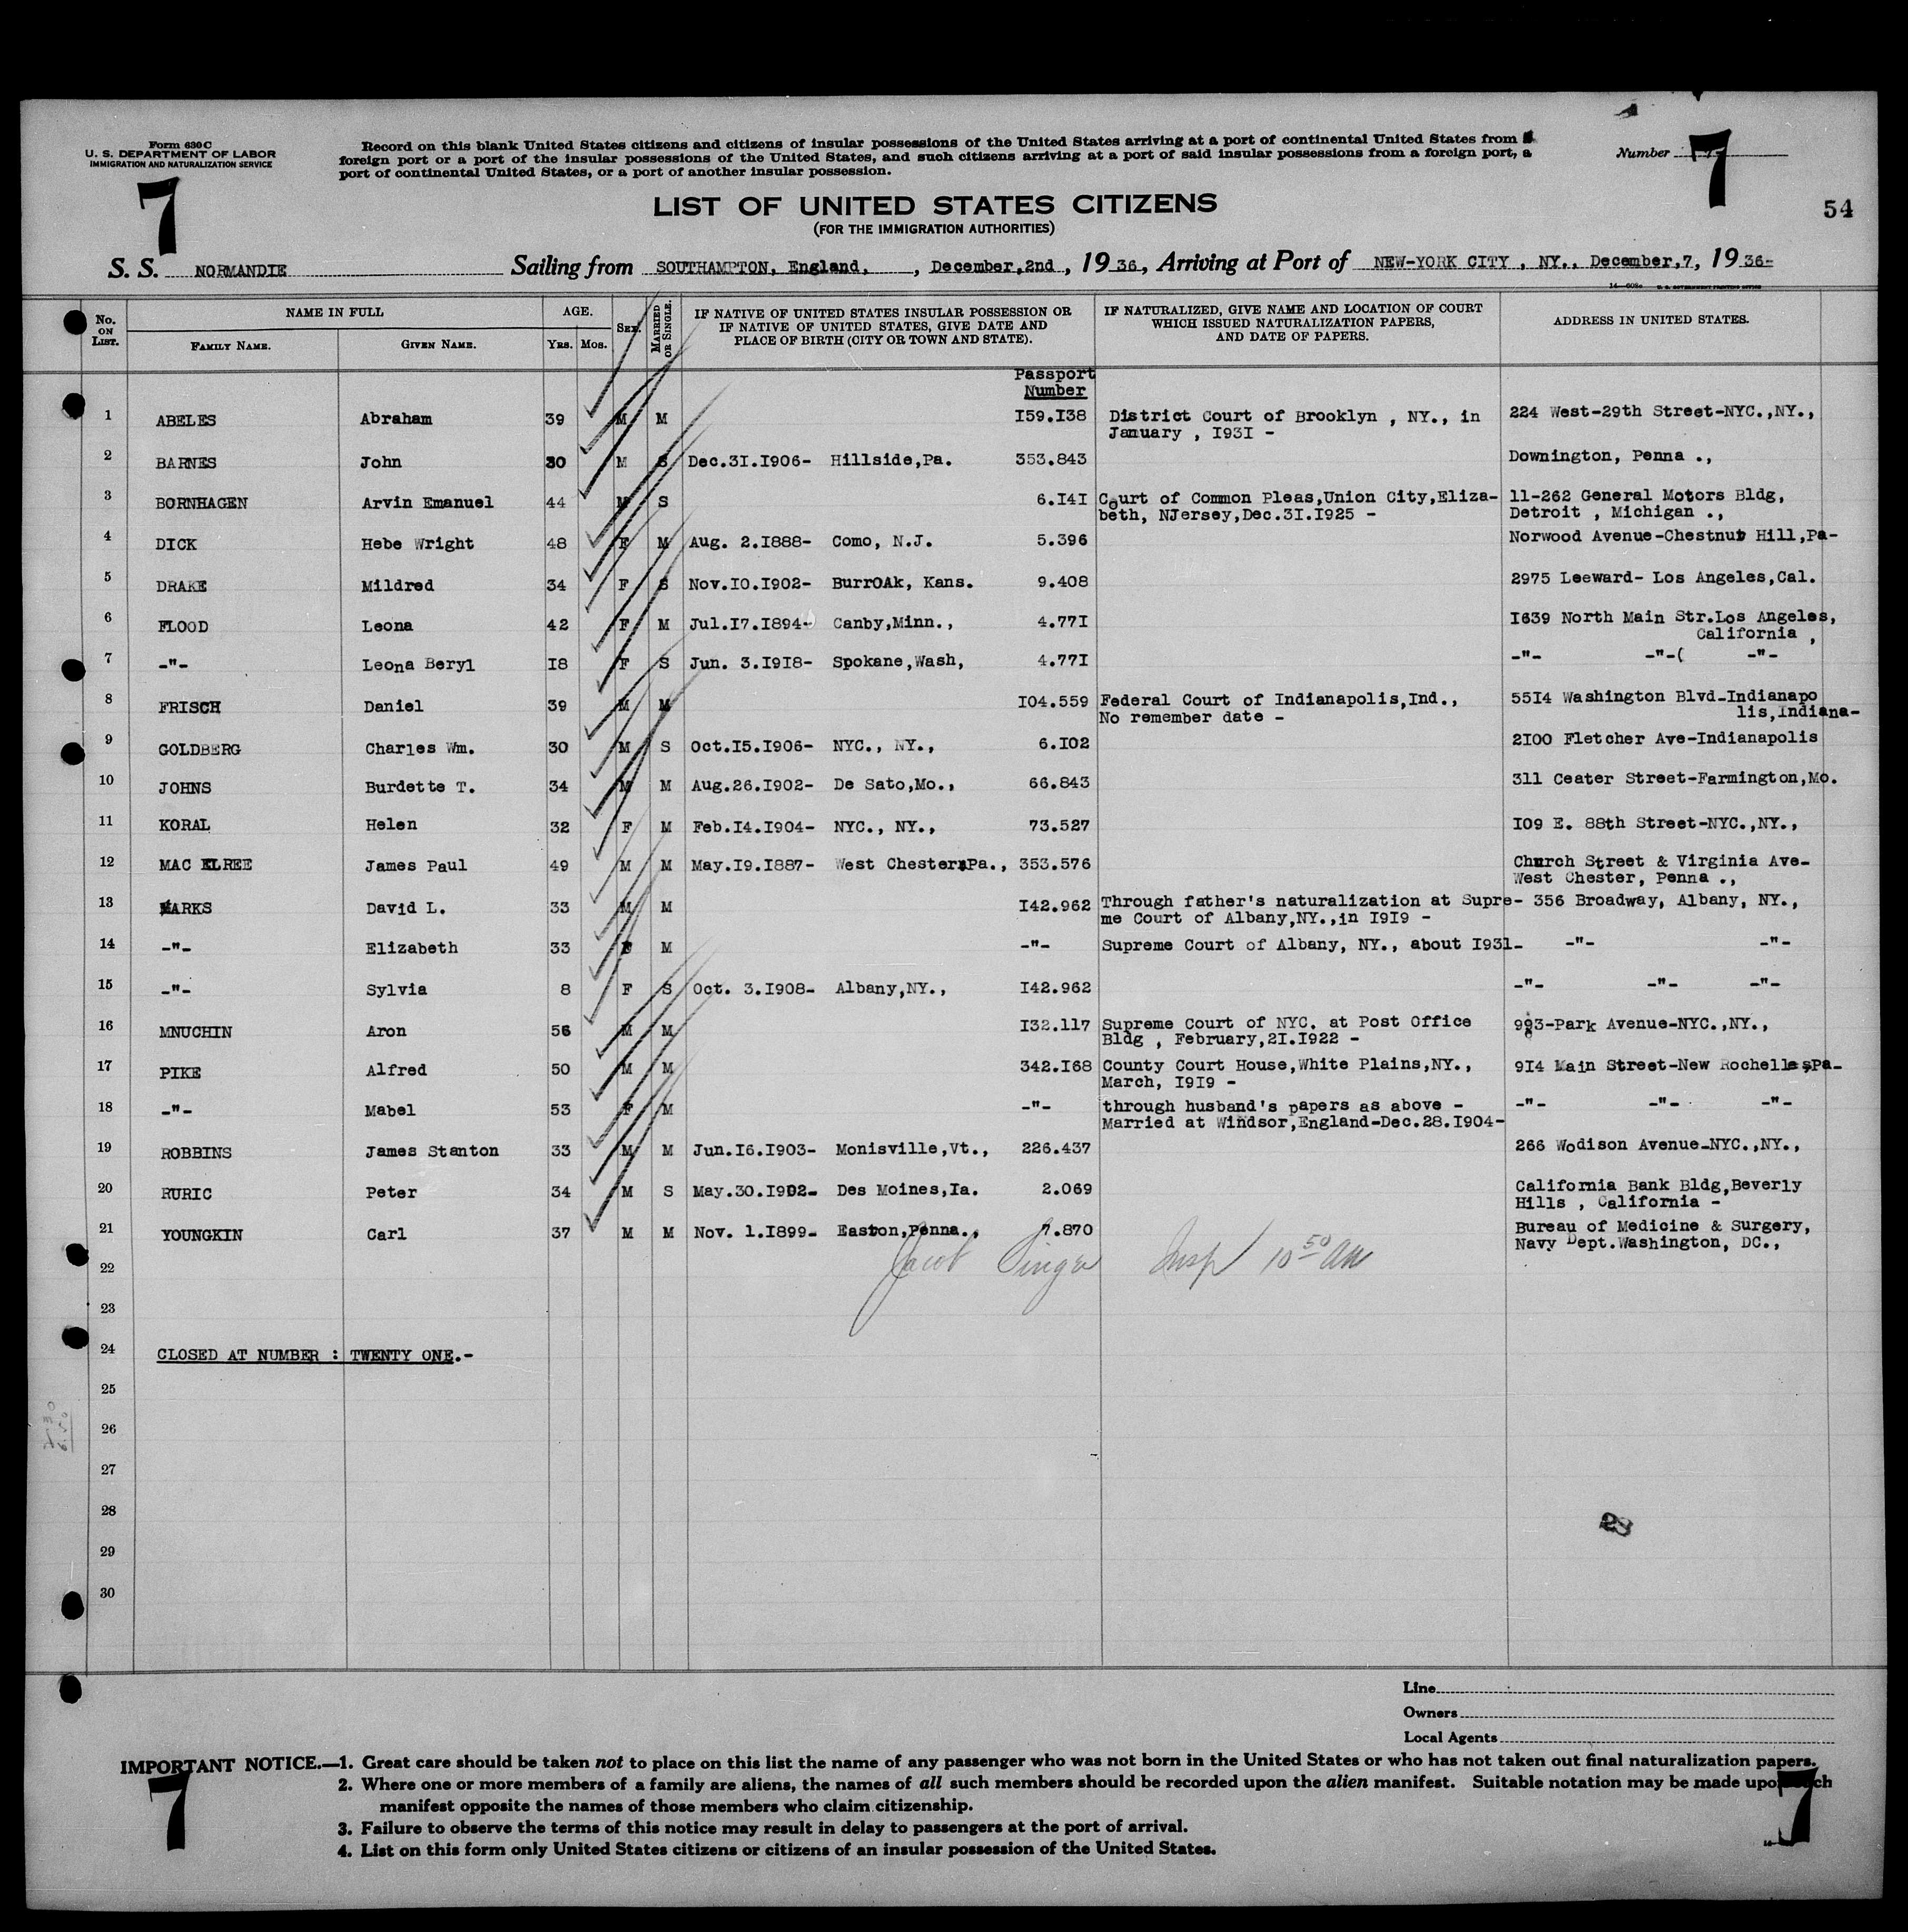 Form 630 C
U. S. DEPARTMENT OF LABOR
IMMIGRATION AND NATURALIZATION SERVICE
Record on this blank United States citizens and citizens of insular possessions of the United States arriving at a port of continental United States from a
foreign port or a port of the insular possessions of the United States, and such citizens arriving at a port of said insular possessions from a foreign port, a
port of continental United States, or a port of another insular possession.
Number 7
7
54
LIST OF UNITED STATES CITIZENS
(FOR THE IMMIGRATION AUTHORITIES)
S. S. NORMANDIE Sailing from SOUTHAMPTON, England, , December,2nd , 19 36, Arriving at Port of NEW-YORK CITY , NY., December,7, 19 36-
No. ON LIST. NAME IN FULL FAMILY NAME. GIVEN NAME. AGE. YRS. MOS. SEX. MARRIED OR SINGLE. IF NATIVE OF UNITED STATES INSULAR POSSESSION OR IF NATIVE OF UNITED STATES, GIVE DATE AND PLACE OF BIRTH (CITY OR TOWN AND STATE). IF NATURALIZED, GIVE NAME AND LOCATION OF COURT WHICH ISSUED NATURALIZATION PAPERS, AND DATE OF PAPERS. ADDRESS IN UNITED STATES.
Passport
Number
1 ABELES Abraham 39 M M I59.I38 District Court of Brooklyn , NY., in 224 West-29th Street-NYC.,NY.,
January , I93I -
2 BARNES John 30 M S Dec.3I.I906- Hillside,Pa. 353.843 Downington, Penna .,
3 BORNHAGEN Arvin Emanuel 44 M S 6.I4I Court of Common Pleas,Union City,Eliza- 11-262 General Motors Bldg,
beth, NJersey,Dec.3I.I925 - Detroit , Michigan .,
4 DICK Hebe Wright 48 F M Aug. 2.I888- Como, N.J. 5.396 Norwood Avenue-Chestnut Hill,Pa-
5 DRAKE Mildred 34 F S Nov.IO.I902- BurrOAk, Kans. 9.408 2975 Leeward- Los Angeles,Cal.
6 FLOOD Leona 42 F M Jul.I7.I894- Canby,Minn., 4.77I I639 North Main Str.Los Angeles,
California ,
7 -"- Leona Beryl I8 F S Jun. 3.I9I8- Spokane,Wash, 4.77I -"- -"-( -"-
8 FRISCH Daniel 39 M M I04.559 Federal Court of Indianapolis,Ind., 55I4 Washington Blvd-Indianapo
No remember date - lis,Indiana-
9 GOLDBERG Charles Wm. 30 M S Oct.I5.I906- NYC., NY., 6.I02 2I00 Fletcher Ave-Indianapolis
10 JOHNS Burdette T. 34 M M Aug.26.I902- De Sato,Mo., 66.843 311 Ceater Street-Farmington,Mo.
11 KORAL Helen 32 F M Feb.I4.I904- NYC., NY., 73.527 I09 E. 88th Street-NYC.,NY.,
12 MAC ELREE James Paul 49 M M May.I9.I887- West Chester,Pa., 353.576 Church Street & Virginia Ave-
West Chester, Penna .,
13 MARKS David L. 33 M M I42.962 Through father's naturalization at Supre- 356 Broadway, Albany, NY.,
me Court of Albany,NY.,in I9I9 -
14 -"- Elizabeth 33 F M -"- Supreme Court of Albany, NY., about I931- -"- -"-
15 -"- Sylvia 8 F S Oct. 3.I908- Albany,NY., I42.962 -"- -"- -"-
16 MNUCHIN Aron 56 M M I32.117 Supreme Court of NYC. at Post Office 993-Park Avenue-NYC.,NY.,
Bldg , February,2I.I922 -
17 PIKE Alfred 50 M M 342.I68 County Court House,White Plains,NY., 9I4 Main Street-New Rochelle,Pa-
March, I9I9 -
18 -"- Mabel 53 F M -"- through husband's papers as above - -"- -"- -"-
Married at Windsor,England-Dec.28.I904-
19 ROBBINS James Stanton 33 M M Jun.I6.I903- Monisville,Vt., 226.437 266 Wodison Avenue-NYC.,NY.,
20 RURIC Peter 34 M S May.30.I902- Des Moines,Ia. 2.069 California Bank Bldg,Beverly
Hills , California -
21 YOUNGKIN Carl 37 M M Nov. 1.I899- Easton,Penna., 7.870 Bureau of Medicine & Surgery,
Navy Dept.Washington, DC.,
22 Jacob Singer Insp 10 50 AM
23
24 CLOSED AT NUMBER : TWENTY ONE.-
25
26
27
28
29
30
Line
Owners
Local Agents
IMPORTANT NOTICE.—1. Great care should be taken not to place on this list the name of any passenger who was not born in the United States or who has not taken out final naturalization papers.
2. Where one or more members of a family are aliens, the names of all such members should be recorded upon the alien manifest. Suitable notation may be made upon such
manifest opposite the names of those members who claim citizenship.
3. Failure to observe the terms of this notice may result in delay to passengers at the port of arrival.
4. List on this form only United States citizens or citizens of an insular possession of the United States.
7
7